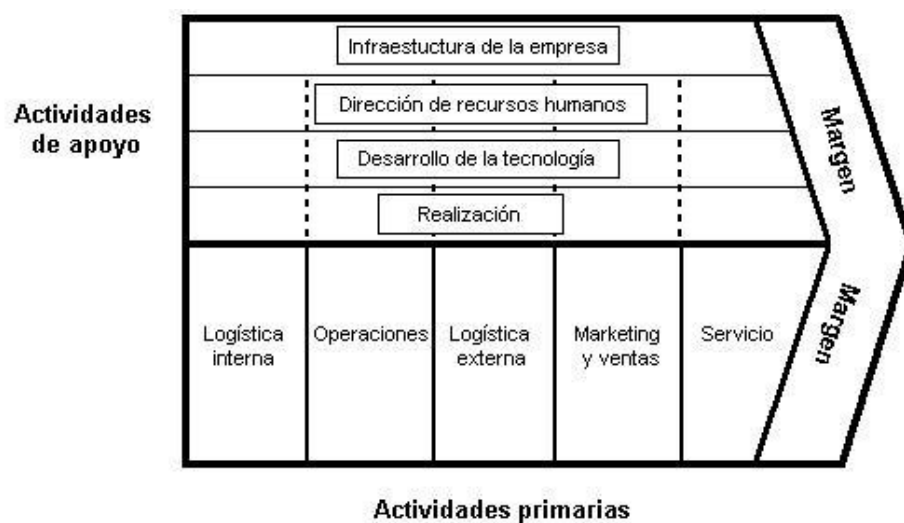 Infraestuctura de la empresa
Dirección de recursos humanos
Actividades
de apoyo
Desarrollo de la tecnología
Realización
Margen
Margen
Logística
interna
Operaciones
Logística
externa
Marketing
y ventas
Servicio
Actividades primarias